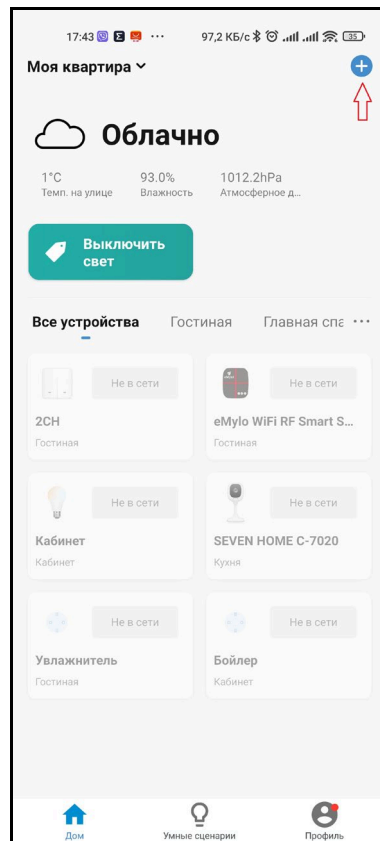 17:43 ... 97,2 КБ/с 35
Моя квартира
Облачно
1°C 93.0% 1012.2hPa
Темп. на улице Влажность Атмосферное д...
Выключить
свет
Все устройства Гостиная Главная спа ...
Не в сети Не в сети
2CH eMylo WiFi RF Smart S...
Гостиная Гостиная
Не в сети Не в сети
Кабинет SEVEN HOME C-7020
Кабинет Кухня
Не в сети Не в сети
Увлажнитель Бойлер
Гостиная Кабинет
Дом Умные сценарии Профиль